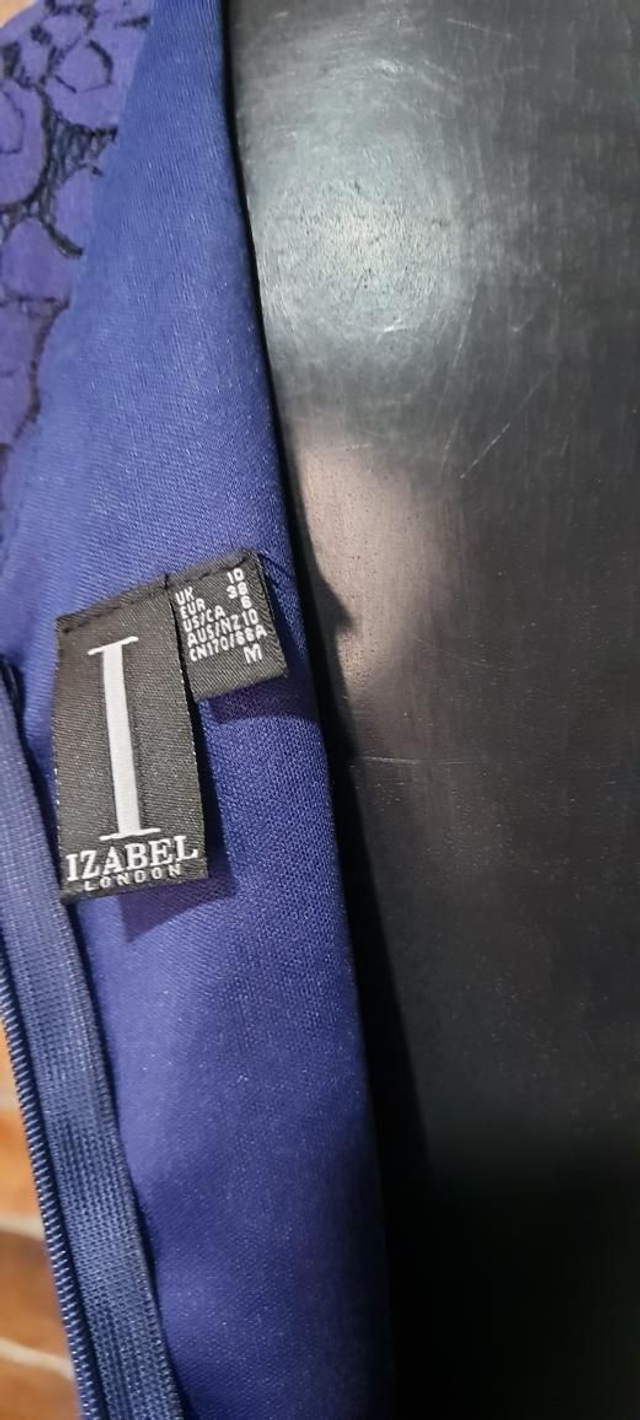 I
IZABEL
LONDON
UK 10
EUR 38
US/CA 6
AUS/NZ 10
CN170/88A
M